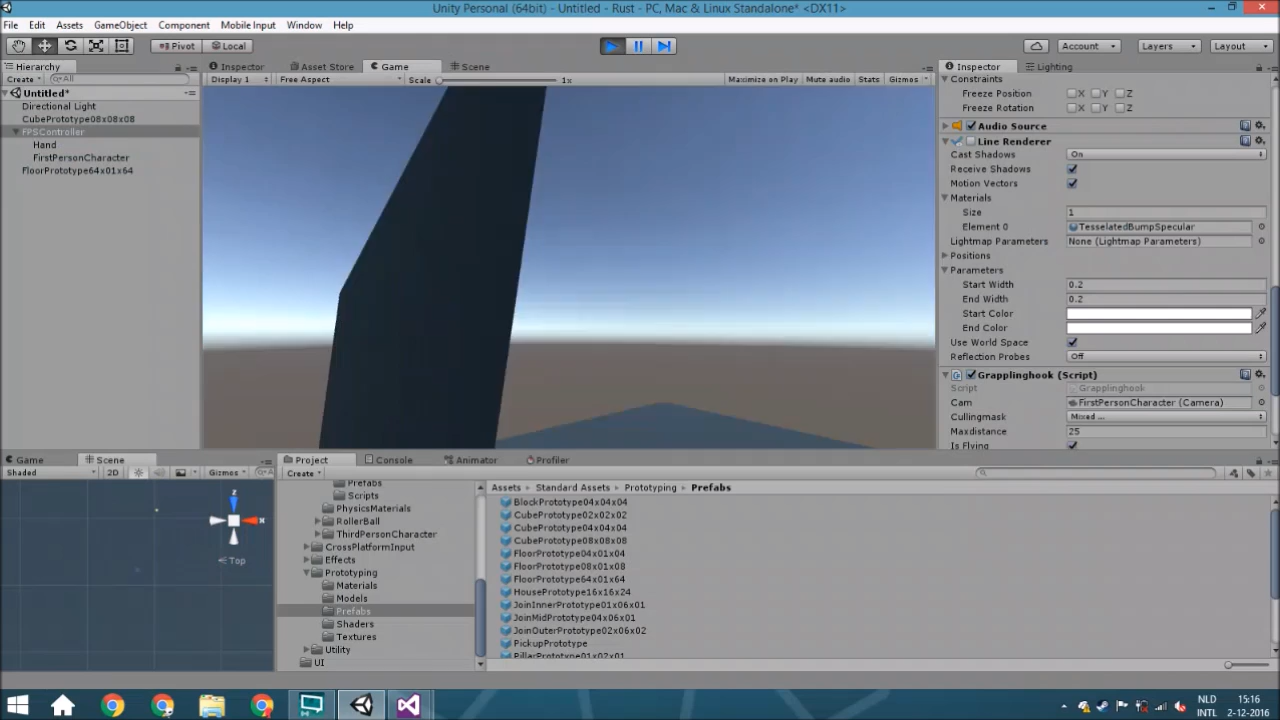 Unity Personal (64bit) - Untitled - Rust - PC, Mac & Linux Standalone* <DX11>
File Edit Assets GameObject Component Mobile Input Window Help
Pivot Local Account Layers Layout
Hierarchy Inspector Asset Store Game Scene Inspector Lighting
Create All Display 1 Free Aspect Scale 1x Maximize on Play Mute audio Stats Gizmos
Untitled*
Directional Light
CubePrototype08x08x08
FPSController
Hand
FirstPersonCharacter
FloorPrototype64x01x64
Constraints
Freeze Position X Y Z
Freeze Rotation X Y Z
Audio Source
Line Renderer
Cast Shadows On
Receive Shadows
Motion Vectors
Materials
Size 1
Element 0 TesselatedBumpSpecular
Lightmap Parameters None (Lightmap Parameters)
Positions
Parameters
Start Width 0.2
End Width 0.2
Start Color
End Color
Use World Space
Reflection Probes Off
Grapplinghook (Script)
Script Grapplinghook
Cam FirstPersonCharacter (Camera)
Cullingmask Mixed ...
Maxdistance 25
Is Flying
Game Scene Project Console Animator Profiler
Shaded 2D Gizmos Create
z
x
Top
Prefabs
Scripts
PhysicsMaterials
RollerBall
ThirdPersonCharacter
CrossPlatformInput
Effects
Prototyping
Materials
Models
Prefabs
Shaders
Textures
Utility
UI
Assets Standard Assets Prototyping Prefabs
BlockPrototype04x04x04
CubePrototype02x02x02
CubePrototype04x04x04
CubePrototype08x08x08
FloorPrototype04x01x04
FloorPrototype08x01x08
FloorPrototype64x01x64
HousePrototype16x16x24
JoinInnerPrototype01x06x01
JoinMidPrototype04x06x01
JoinOuterPrototype02x06x02
PickupPrototype
PillarPrototype01x02x01
NLD 15:16
INTL 2-12-2016